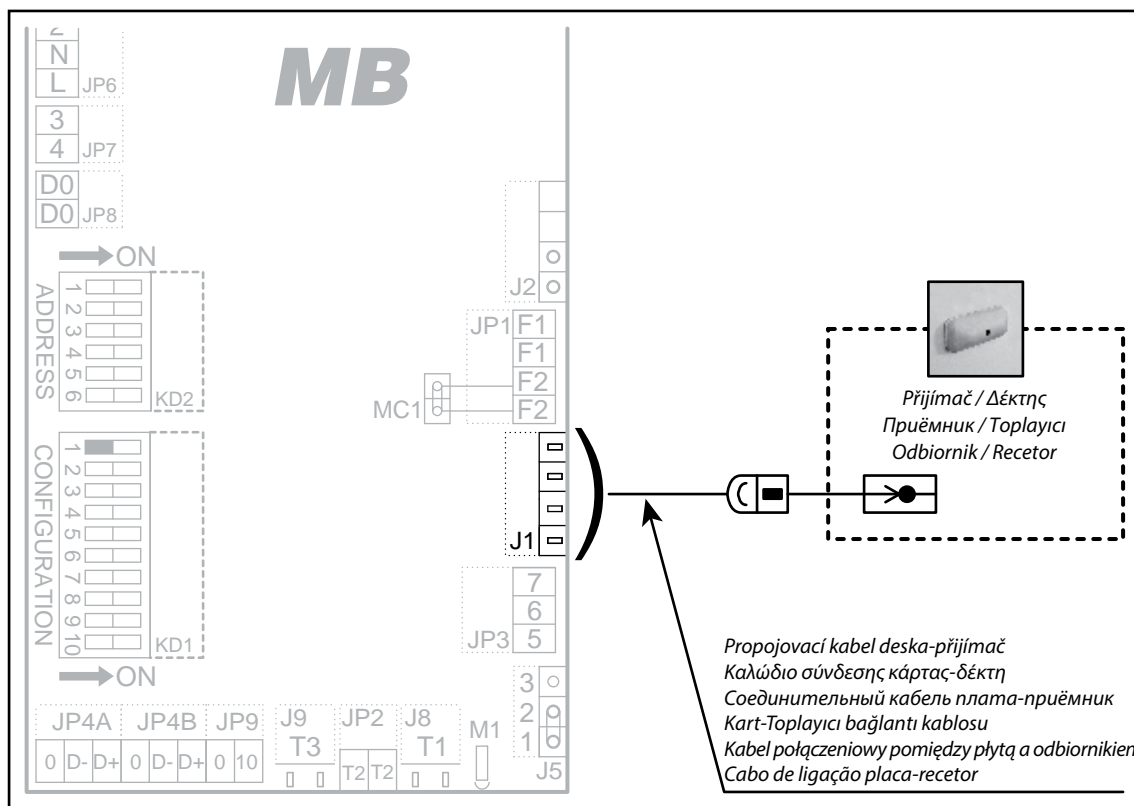 MB
2
N
L JP6
3
4 JP7
D0
D0 JP8
ON
ADDRESS
1
2
3
4
5
6
KD2
CONFIGURATION
1
2
3
4
5
6
7
8
9
10
KD1
ON
J2
JP1 F1
F1
F2
MC1 F2
J1
7
6
JP3 5
3
2
1
J5
JP4A JP4B JP9
0 D- D+ 0 D- D+ 0 10
J9
T3
JP2
T2 T2
J8
T1
M1
Přijímač / Δέκτης
Приëмник / Toplayıcı
Odbiornik / Recetor
Propojovací kabel deska-přijímač
Καλώδιο σύνδεσης κάρτας-δέκτη
Соединительный кабель плата-приëмник
Kart-Toplayıcı bağlantı kablosu
Kabel połączeniowy pomiędzy płytą a odbiornikien
Cabo de ligação placa-recetor